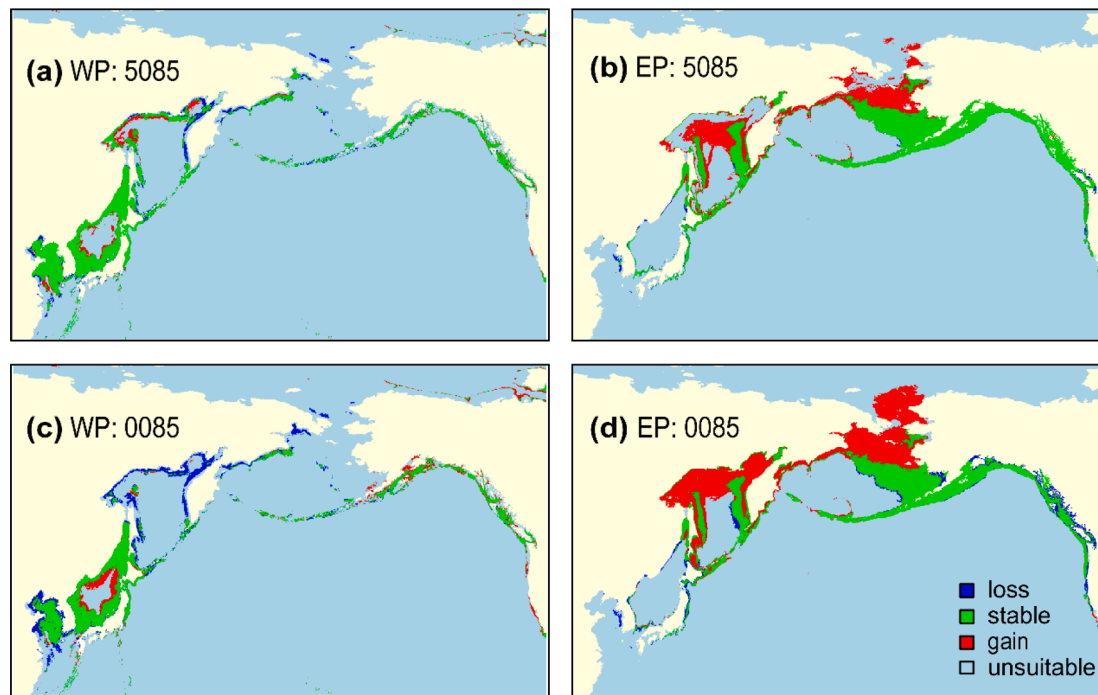 (a) WP: 5085
(b) EP: 5085
(c) WP: 0085
(d) EP: 0085
loss
stable
gain
unsuitable